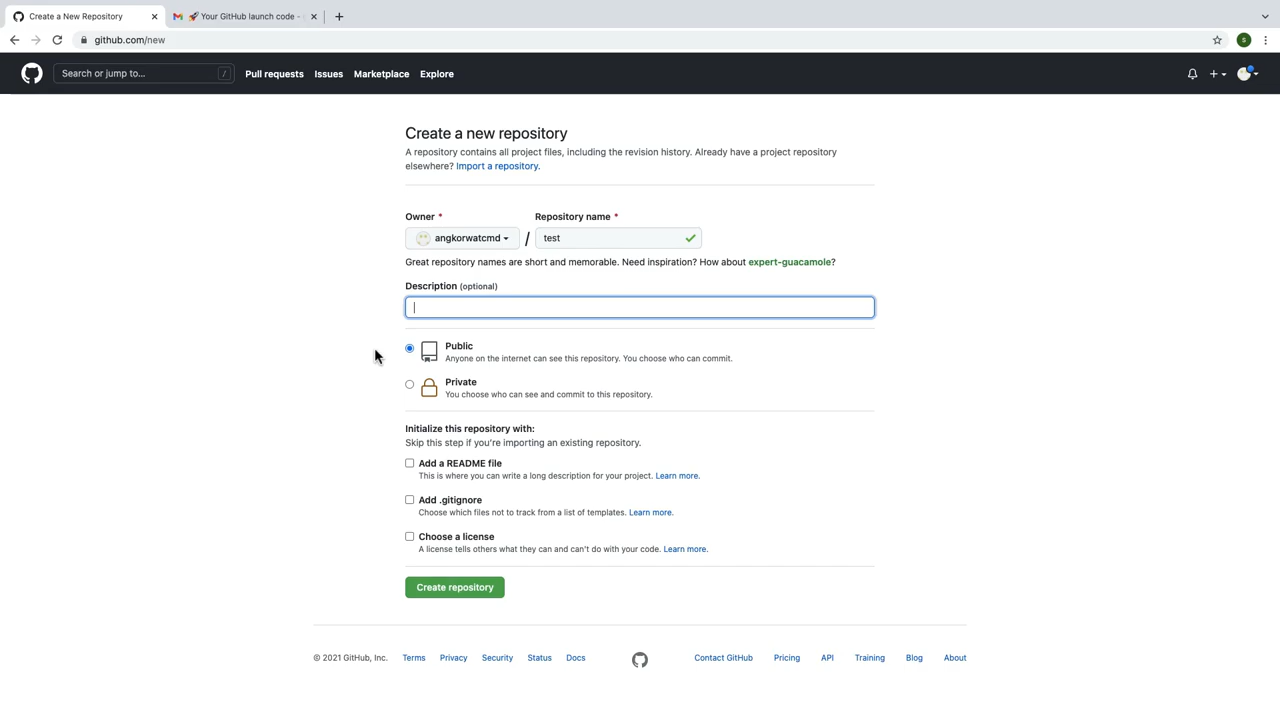 Create a New Repository
🚀 Your GitHub launch code -
github.com/new
S
Search or jump to...
/
Pull requests
Issues
Marketplace
Explore
Create a new repository
A repository contains all project files, including the revision history. Already have a project repository
elsewhere? Import a repository.
Owner *
Repository name *
angkorwatcmd
/
test
Great repository names are short and memorable. Need inspiration? How about expert-guacamole?
Description (optional)
Public
Anyone on the internet can see this repository. You choose who can commit.
Private
You choose who can see and commit to this repository.
Initialize this repository with:
Skip this step if you're importing an existing repository.
Add a README file
This is where you can write a long description for your project. Learn more.
Add .gitignore
Choose which files not to track from a list of templates. Learn more.
Choose a license
A license tells others what they can and can't do with your code. Learn more.
Create repository
© 2021 GitHub, Inc.
Terms
Privacy
Security
Status
Docs
Contact GitHub
Pricing
API
Training
Blog
About